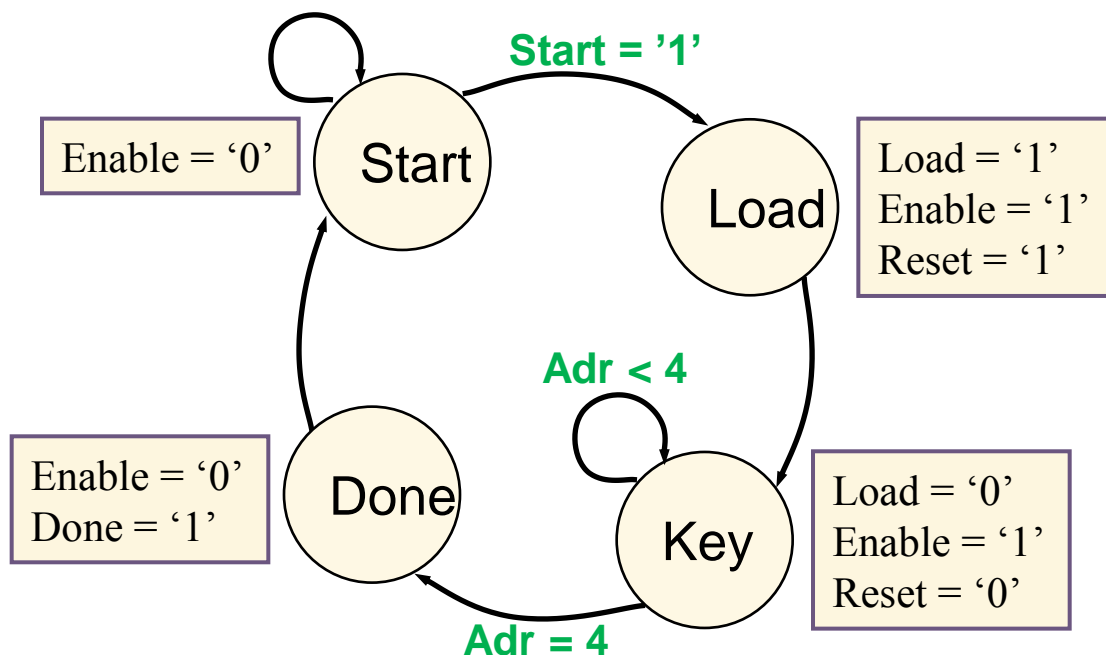 Start = ’1’
Enable = ‘0’
Start
Load
Load = ‘1’
Enable = ‘1’
Reset = ‘1’
Adr < 4
Enable = ‘0’
Done = ‘1’
Done
Key
Load = ‘0’
Enable = ‘1’
Reset = ‘0’
Adr = 4